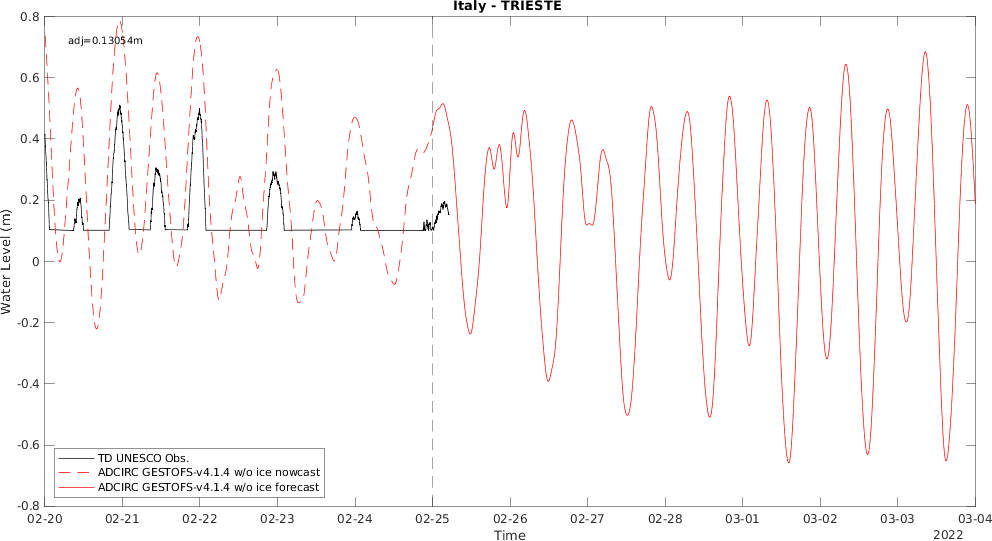 Italy - TRIESTE
adj=0.13054m
0.8
0.6
0.4
0.2
0
-0.2
-0.4
-0.6
-0.8
Water Level (m)
TD UNESCO Obs.
ADCIRC GESTOFS-v4.1.4 w/o ice nowcast
ADCIRC GESTOFS-v4.1.4 w/o ice forecast
02-20 02-21 02-22 02-23 02-24 02-25 02-26 02-27 02-28 03-01 03-02 03-03 03-04
Time
2022